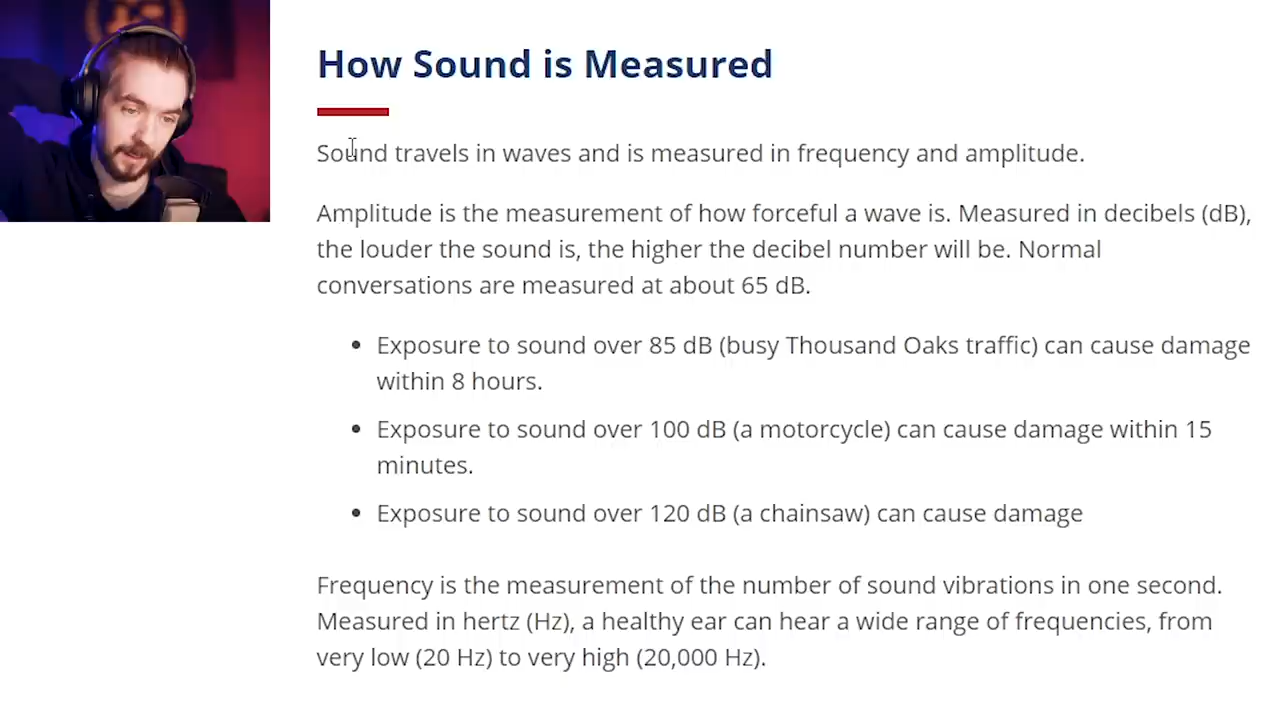 How Sound is Measured
Sound travels in waves and is measured in frequency and amplitude.
Amplitude is the measurement of how forceful a wave is. Measured in decibels (dB),
the louder the sound is, the higher the decibel number will be. Normal
conversations are measured at about 65 dB.
• Exposure to sound over 85 dB (busy Thousand Oaks traffic) can cause damage
within 8 hours.
• Exposure to sound over 100 dB (a motorcycle) can cause damage within 15
minutes.
• Exposure to sound over 120 dB (a chainsaw) can cause damage
Frequency is the measurement of the number of sound vibrations in one second.
Measured in hertz (Hz), a healthy ear can hear a wide range of frequencies, from
very low (20 Hz) to very high (20,000 Hz).